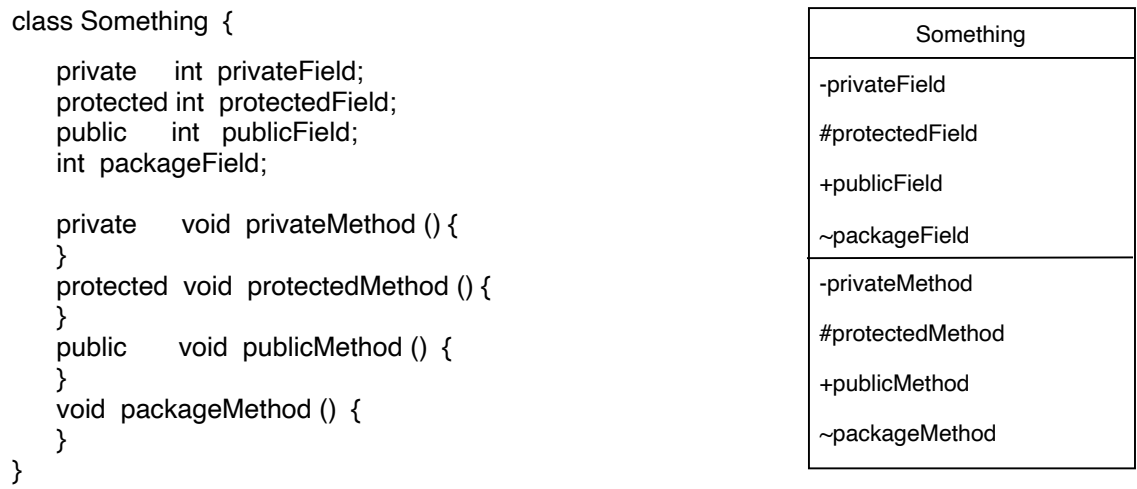 class Something {
private int privateField;
protected int protectedField;
public int publicField;
int packageField;
private void privateMethod () {
}
protected void protectedMethod () {
}
public void publicMethod () {
}
void packageMethod () {
}
}
Something
-privateField
#protectedField
+publicField
~packageField
-privateMethod
#protectedMethod
+publicMethod
~packageMethod